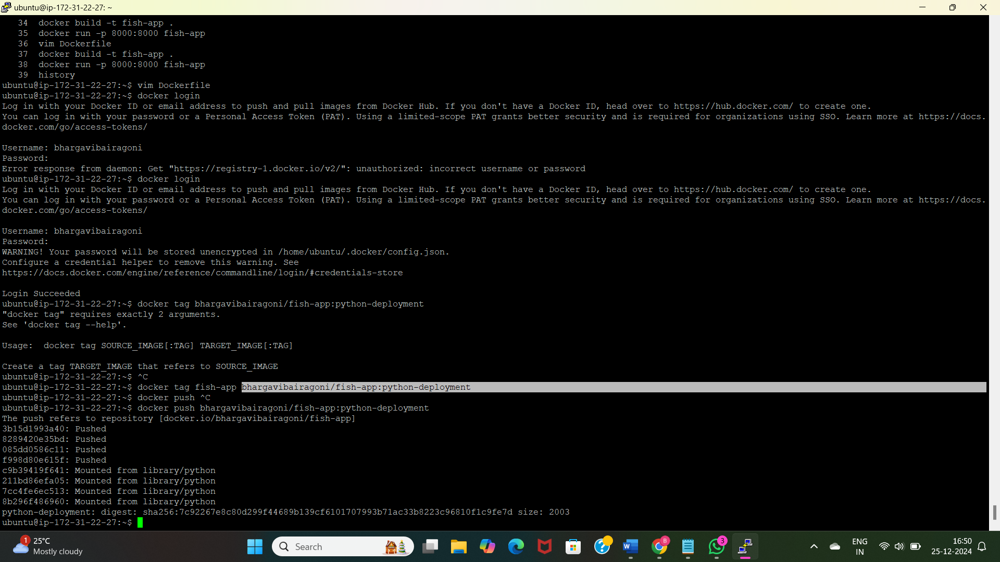 ubuntu@ip-172-31-22-27: ~
34 docker build -t fish-app .
35 docker run -p 8000:8000 fish-app
36 vim Dockerfile
37 docker build -t fish-app .
38 docker run -p 8000:8000 fish-app
39 history
ubuntu@ip-172-31-22-27:~$ vim Dockerfile
ubuntu@ip-172-31-22-27:~$ docker login
Log in with your Docker ID or email address to push and pull images from Docker Hub. If you don't have a Docker ID, head over to https://hub.docker.com/ to create one.
You can log in with your password or a Personal Access Token (PAT). Using a limited-scope PAT grants better security and is required for organizations using SSO. Learn more at https://docs.
docker.com/go/access-tokens/
Username: bhargavibairagoni
Password:
Error response from daemon: Get "https://registry-1.docker.io/v2/": unauthorized: incorrect username or password
ubuntu@ip-172-31-22-27:~$ docker login
Log in with your Docker ID or email address to push and pull images from Docker Hub. If you don't have a Docker ID, head over to https://hub.docker.com/ to create one.
You can log in with your password or a Personal Access Token (PAT). Using a limited-scope PAT grants better security and is required for organizations using SSO. Learn more at https://docs.
docker.com/go/access-tokens/
Username: bhargavibairagoni
Password:
WARNING! Your password will be stored unencrypted in /home/ubuntu/.docker/config.json.
Configure a credential helper to remove this warning. See
https://docs.docker.com/engine/reference/commandline/login/#credentials-store
Login Succeeded
ubuntu@ip-172-31-22-27:~$ docker tag bhargavibairagoni/fish-app:python-deployment
"docker tag" requires exactly 2 arguments.
See 'docker tag --help'.
Usage:  docker tag SOURCE_IMAGE[:TAG] TARGET_IMAGE[:TAG]
Create a tag TARGET_IMAGE that refers to SOURCE_IMAGE
ubuntu@ip-172-31-22-27:~$ ^C
ubuntu@ip-172-31-22-27:~$ docker tag fish-app bhargavibairagoni/fish-app:python-deployment
ubuntu@ip-172-31-22-27:~$ docker push ^C
ubuntu@ip-172-31-22-27:~$ docker push bhargavibairagoni/fish-app:python-deployment
The push refers to repository [docker.io/bhargavibairagoni/fish-app]
3b15d1993a40: Pushed
8289420e35bd: Pushed
085dd0586c11: Pushed
f998d80e615f: Pushed
c9b39419f641: Mounted from library/python
211bd86efa05: Mounted from library/python
7cc4fe6ec513: Mounted from library/python
8b296f486960: Mounted from library/python
python-deployment: digest: sha256:7c92267e8c80d299f44689b139cf6101707993b71ac33b8223c96810f1c9fe7d size: 2003
ubuntu@ip-172-31-22-27:~$
1
25°C
Mostly cloudy
Search
B
3
ENG
IN
16:50
25-12-2024